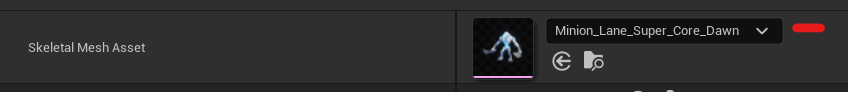 Skeletal Mesh Asset
Minion_Lane_Super_Core_Dawn